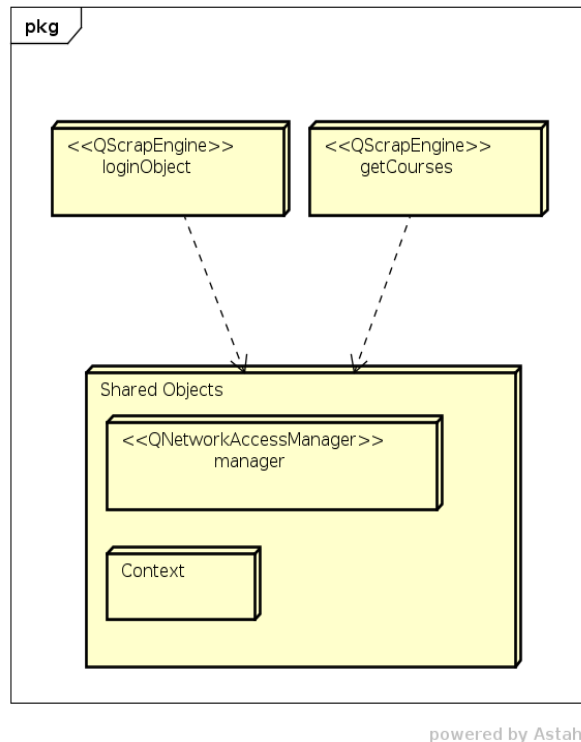 pkg
<<QScrapEngine>>
loginObject
<<QScrapEngine>>
getCourses
Shared Objects
<<QNetworkAccessManager>>
manager
Context
powered by Astah